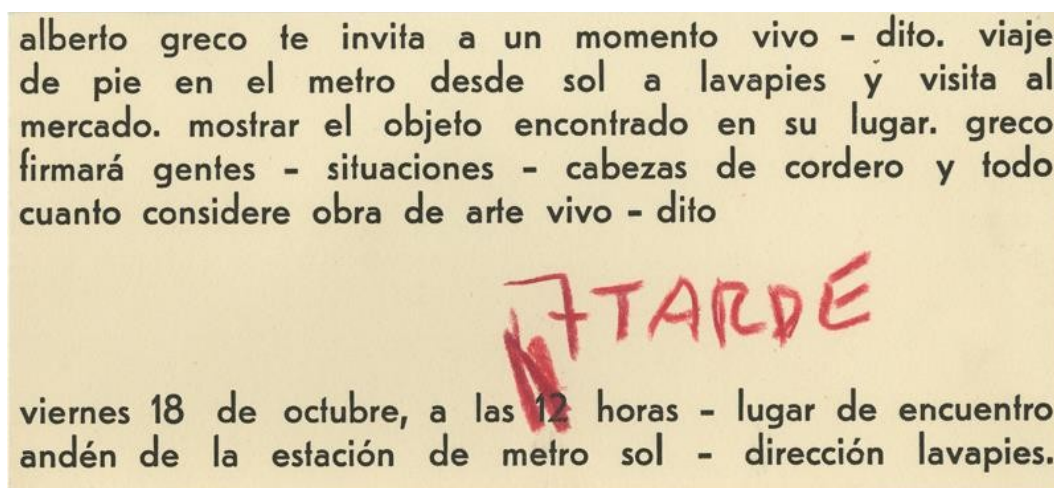 alberto greco te invita a un momento vivo - dito. viaje
de pie en el metro desde sol a lavapies y visita al
mercado. mostrar el objeto encontrado en su lugar. greco
firmará gentes - situaciones - cabezas de cordero y todo
cuanto considere obra de arte vivo - dito
7 TARDE
viernes 18 de octubre, a las 12 horas - lugar de encuentro
andén de la estación de metro sol - dirección lavapies.